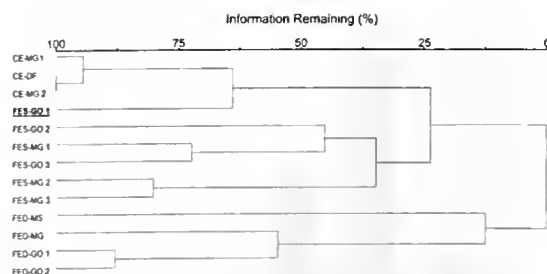 Information Remaining (%)
100 75 50 25 0
CE-MG 1
CE-DF
CE-MG 2
FES-GO 1
FES-GO 2
FES-MG 1
FES-GO 3
FES-MG 2
FES-MG 3
FED-MS
FED-MG
FED-GO 1
FED-GO 2